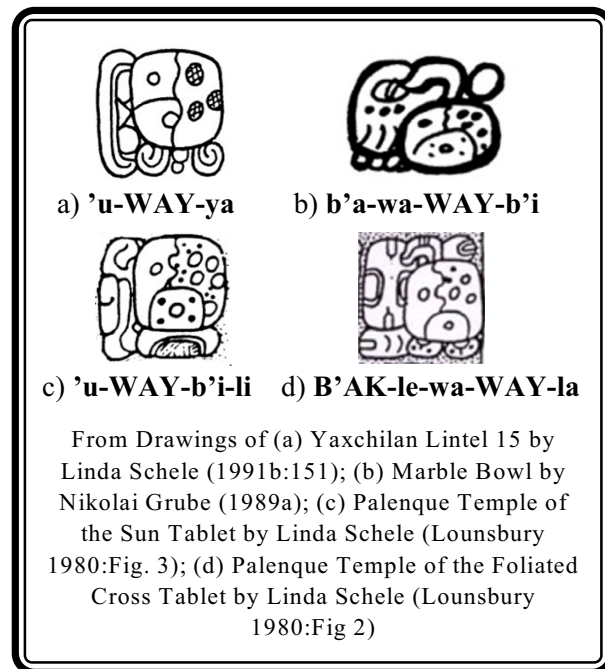 a) ’u-WAY-ya b) b’a-wa-WAY-b’i
c) ’u-WAY-b’i-li d) B’AK-le-wa-WAY-la
From Drawings of (a) Yaxchilan Lintel 15 by
Linda Schele (1991b:151); (b) Marble Bowl by
Nikolai Grube (1989a); (c) Palenque Temple of
the Sun Tablet by Linda Schele (Lounsbury
1980:Fig. 3); (d) Palenque Temple of the Foliated
Cross Tablet by Linda Schele (Lounsbury
1980:Fig 2)